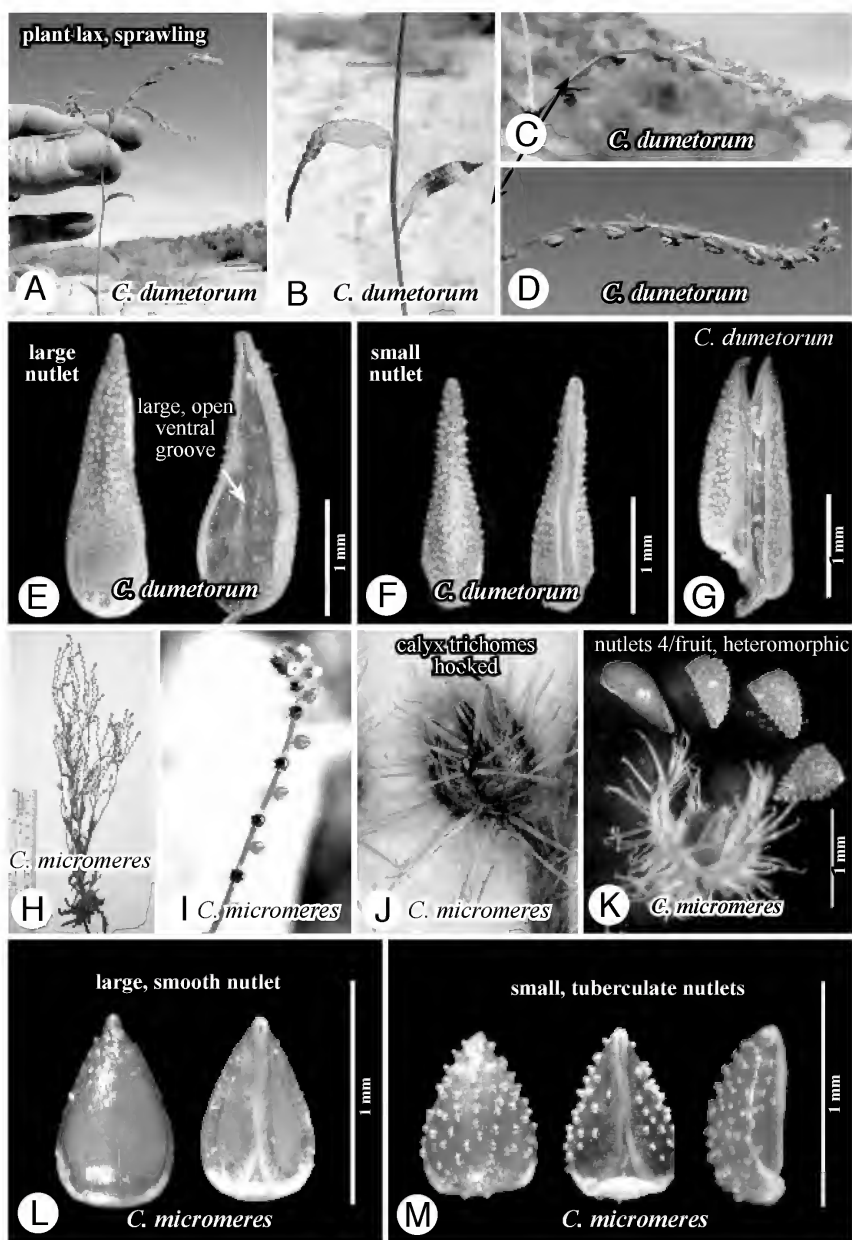 plant lax, sprawling
A
C. dumetorum
B
C. dumetorum
C
C. dumetorum
D
C. dumetorum
large
nutlet
large, open
ventral
groove
1 mm
E
C. dumetorum
small
nutlet
1 mm
F
C. dumetorum
C. dumetorum
1 mm
G
C. micromeres
H
I
C. micromeres
calyx trichomes
hooked
J
C. micromeres
nutlets 4/fruit, heteromorphic
1 mm
K
C. micromeres
large, smooth nutlet
1 mm
L
C. micromeres
small, tuberculate nutlets
1 mm
M
C. micromeres